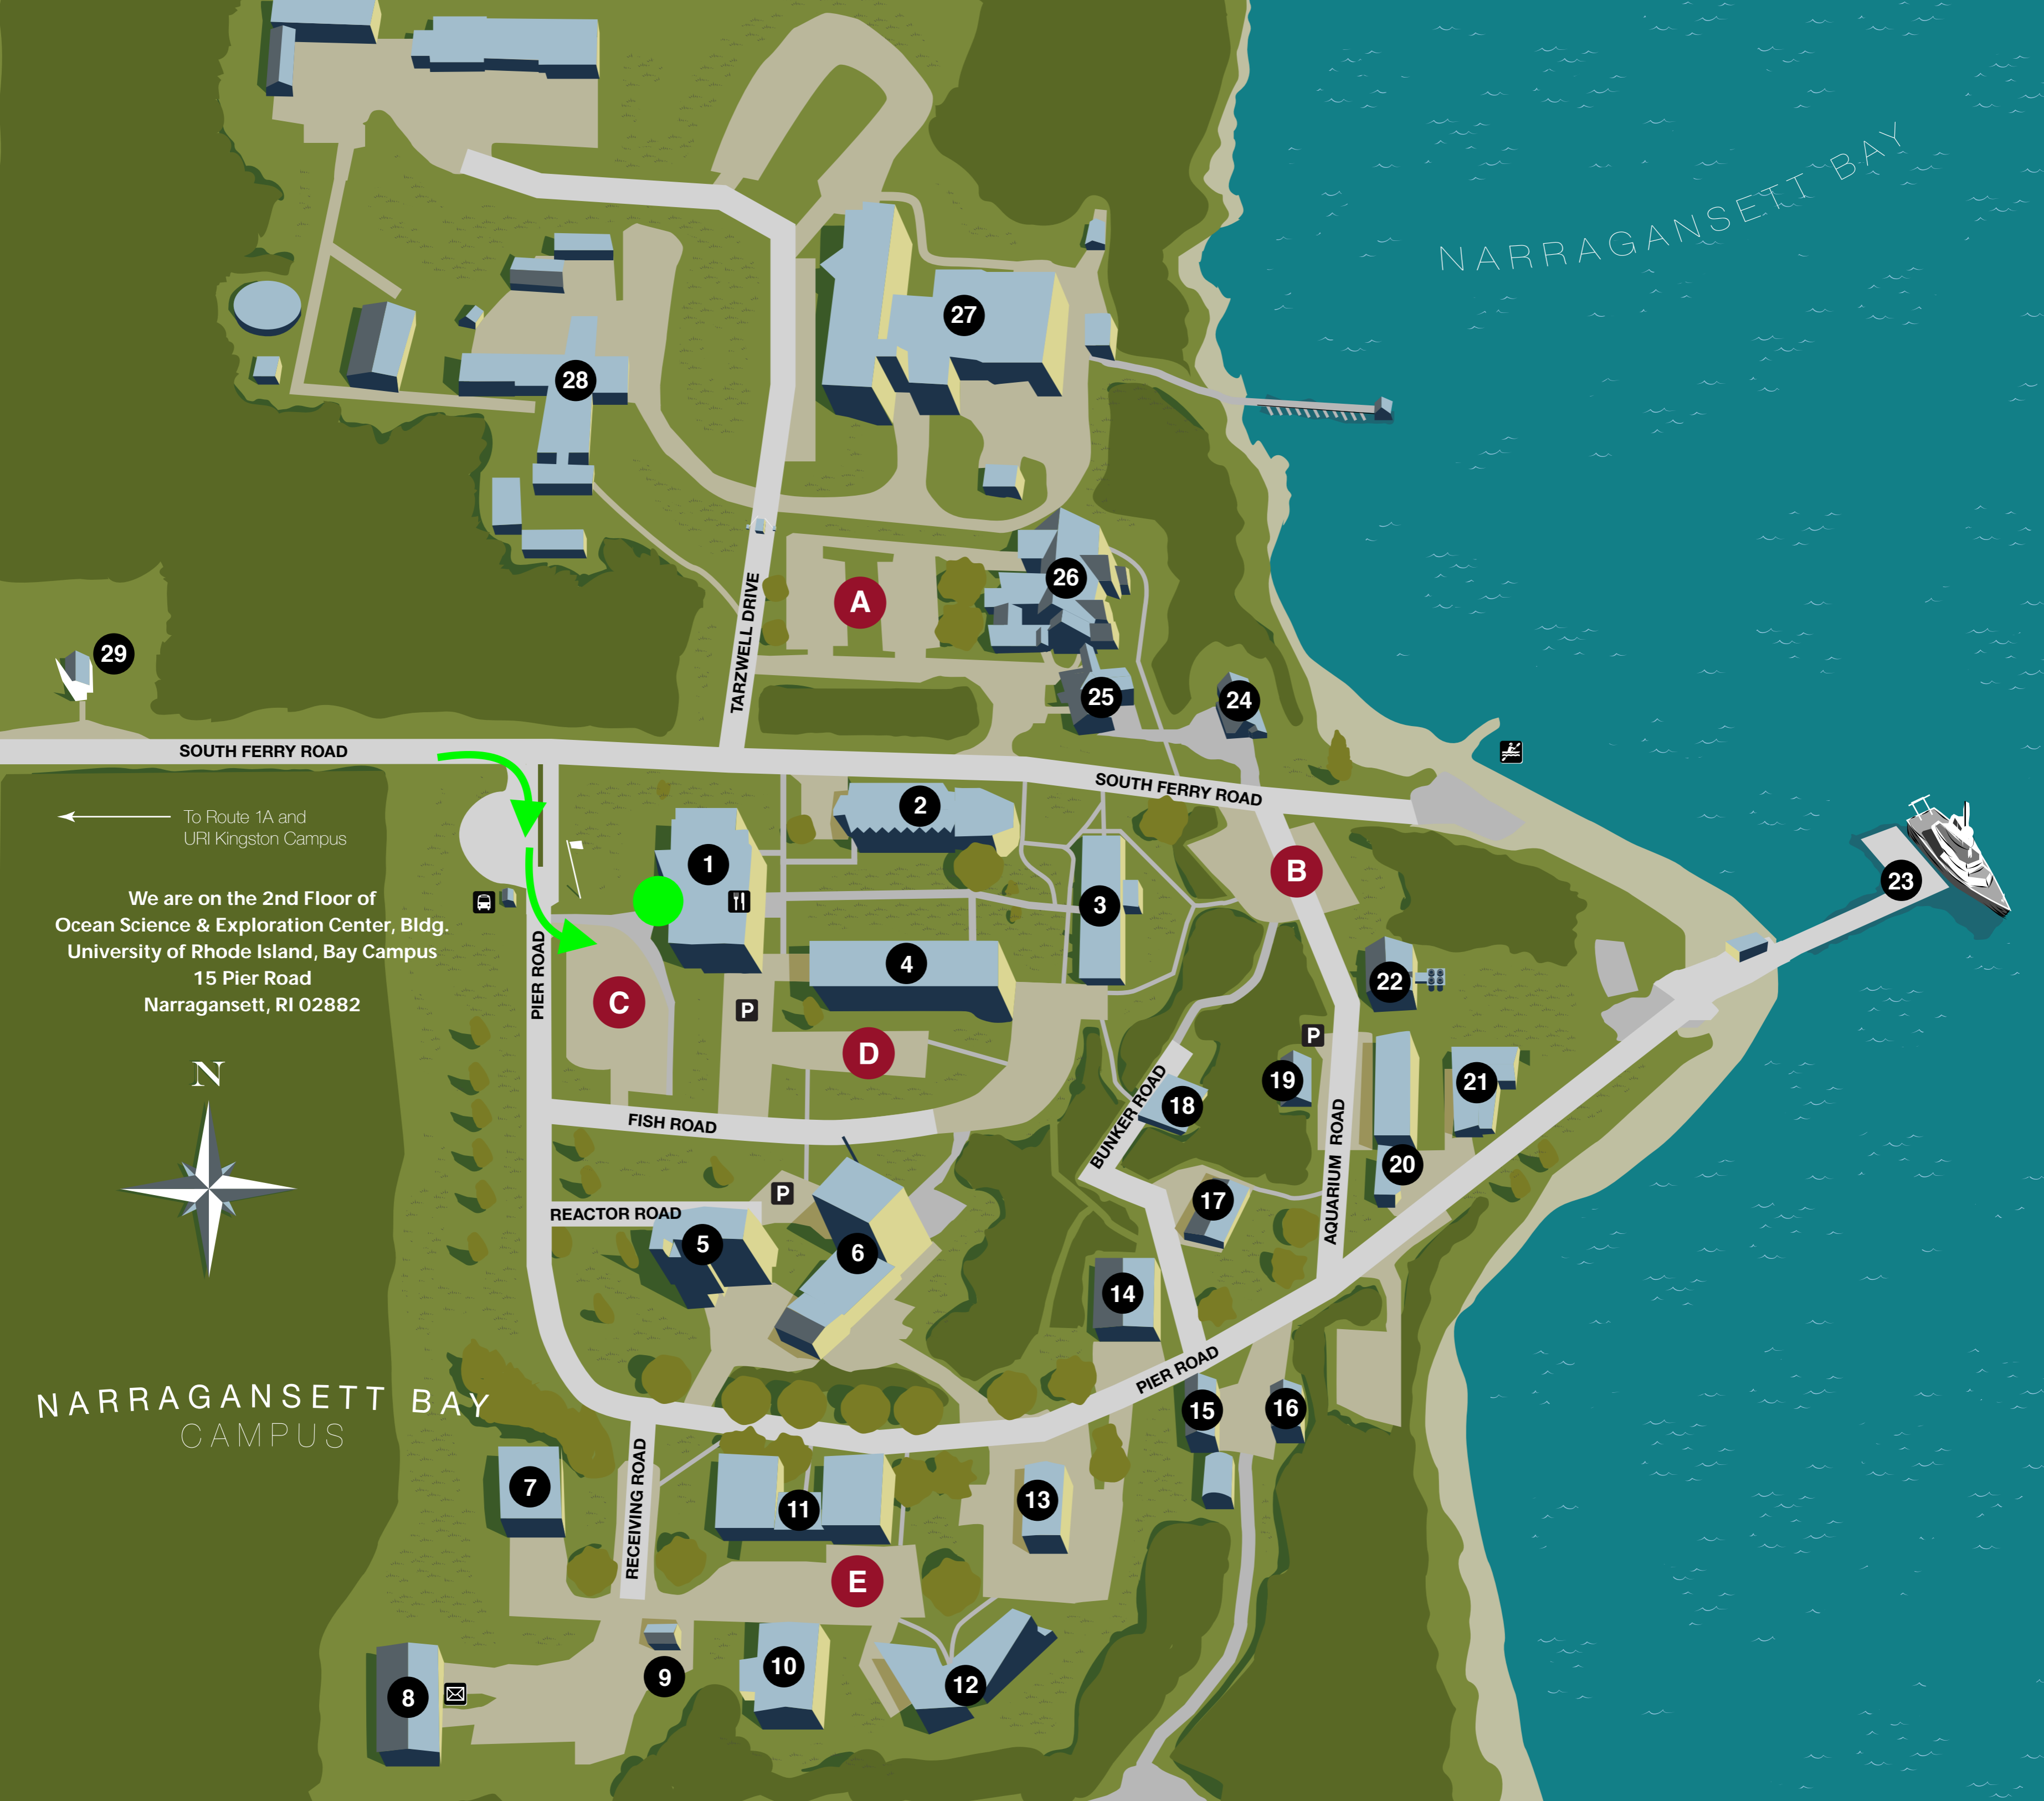 NARRAGANSETT BAY
27
28
26
A
TARZWELL DRIVE
29
25
24
SOUTH FERRY ROAD
SOUTH FERRY ROAD
To Route 1A and
URI Kingston Campus
2
1
B
23
We are on the 2nd Floor of
Ocean Science & Exploration Center, Bldg.
University of Rhode Island, Bay Campus
15 Pier Road
Narragansett, RI 02882
3
4
PIER ROAD
22
C
P
P
D
N
FISH ROAD
BUNKER ROAD
18
19
21
AQUARIUM ROAD
20
P
17
REACTOR ROAD
5
6
14
PIER ROAD
NARRAGANSETT BAY
CAMPUS
15
16
7
RECEIVING ROAD
11
13
E
9
10
12
8